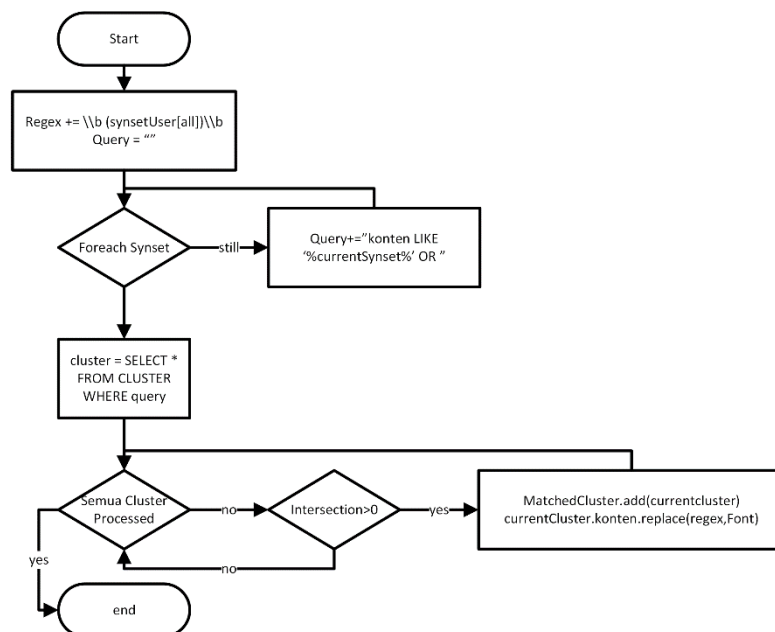 Start
Regex += \\b (synsetUser[all])\\b
Query = “”
Foreach Synset
still
Query+=”konten LIKE
‘%currentSynset%’ OR ”
cluster = SELECT *
FROM CLUSTER
WHERE query
Semua Cluster
Processed
no
Intersection>0
yes
MatchedCluster.add(currentcluster)
currentCluster.konten.replace(regex,Font)
yes
no
end